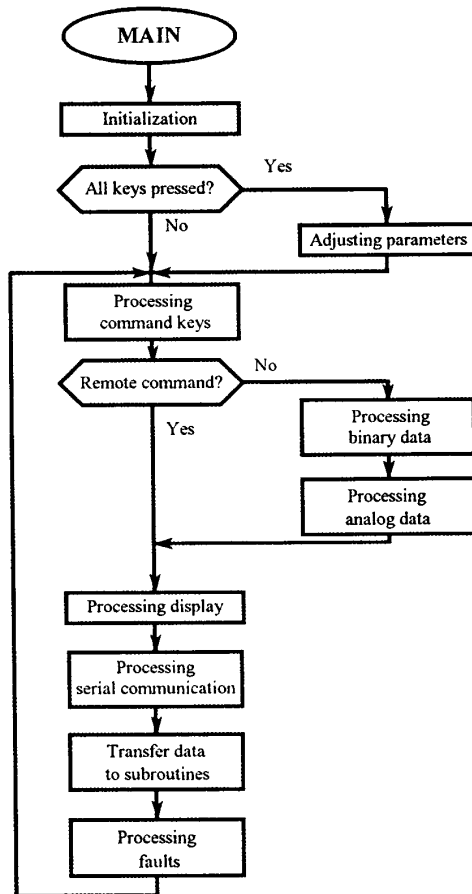 MAIN
Initialization
All keys pressed?
Yes
No
Adjusting parameters
Processing
command keys
Remote command?
No
Yes
Processing
binary data
Processing
analog data
Processing display
Processing
serial communication
Transfer data
to subroutines
Processing
faults